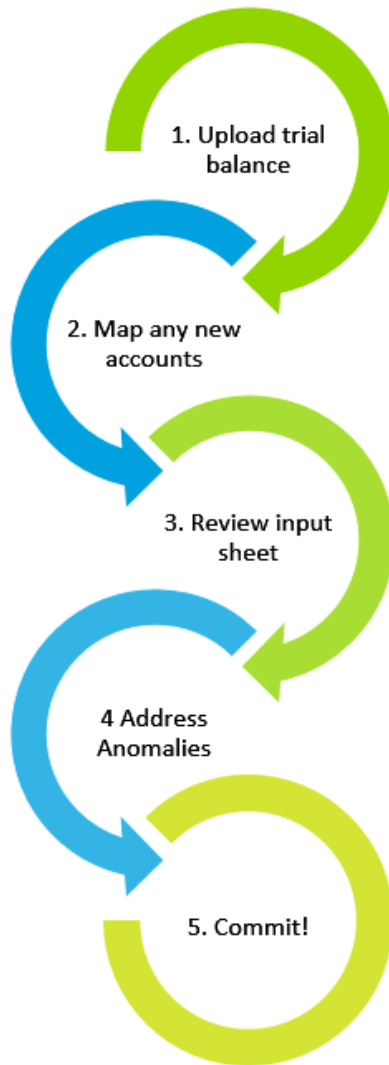 1. Upload trial
balance
2. Map any new
accounts
3. Review input
sheet
4 Address
Anomalies
5. Commit!